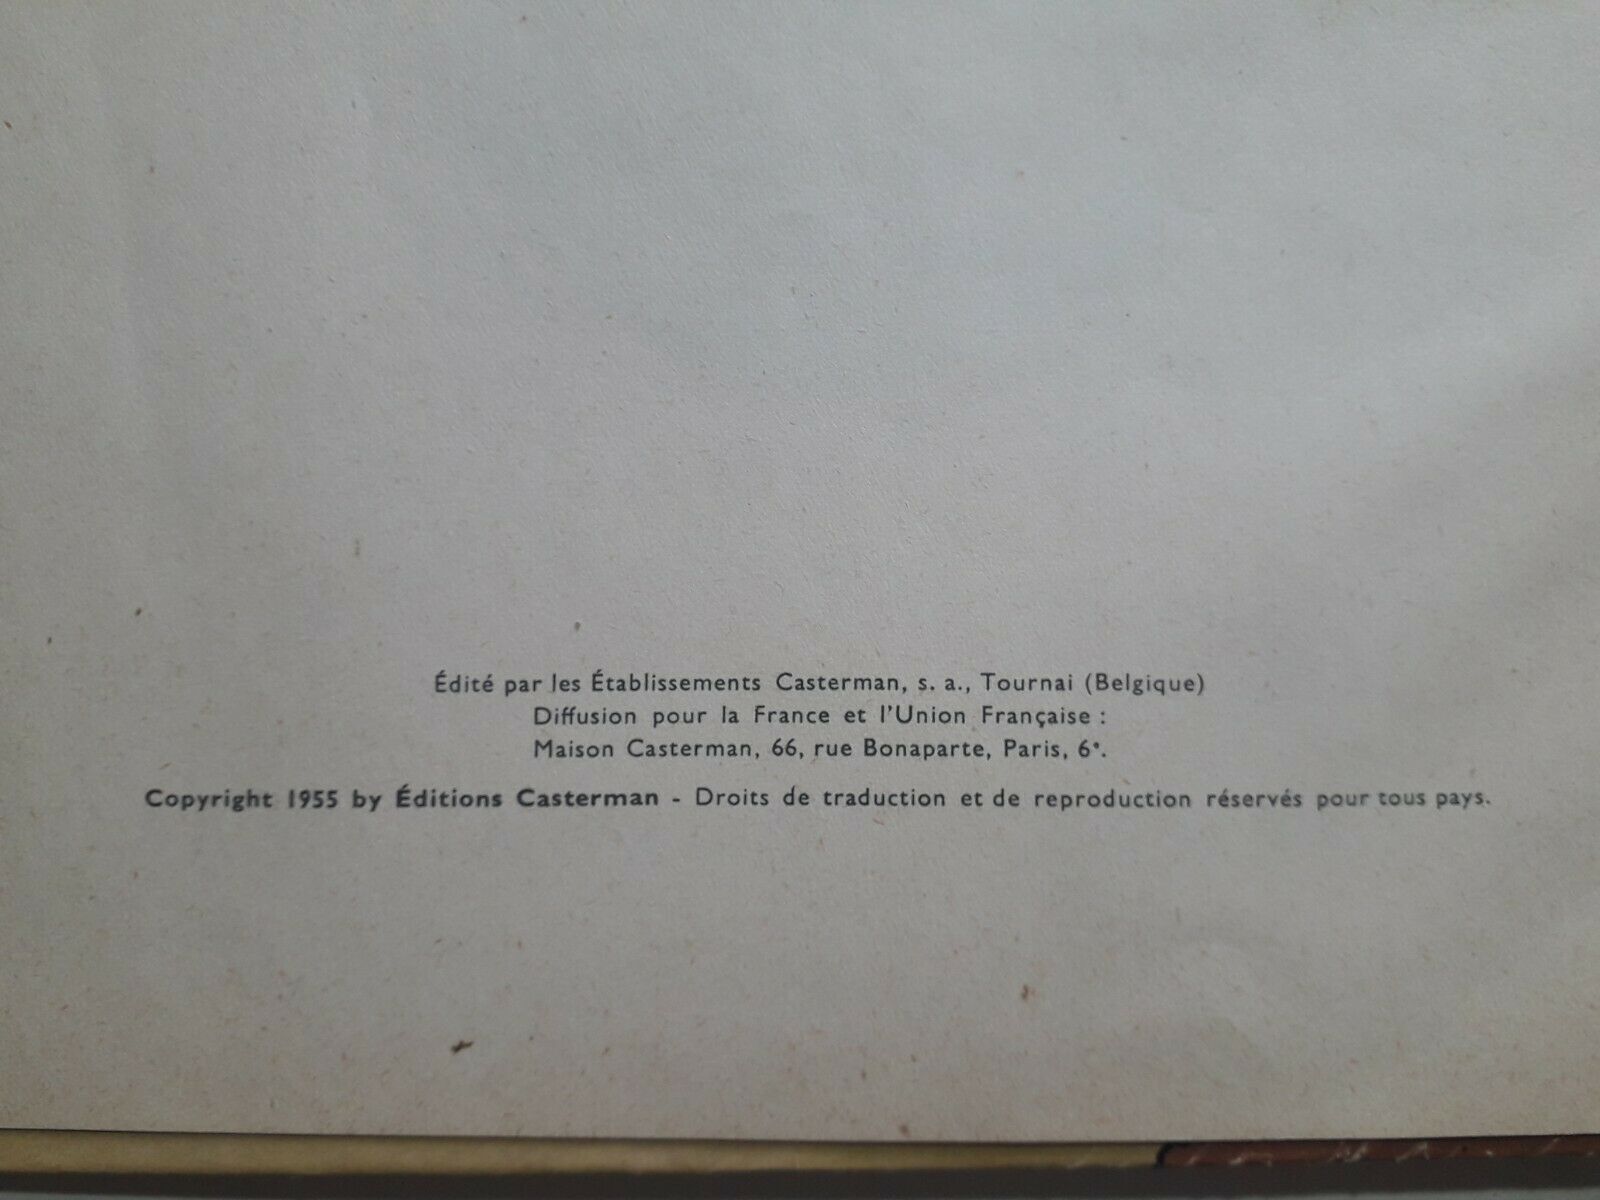 Édité par les Établissements Casterman, s. a., Tournai (Belgique)
Diffusion pour la France et l'Union Française :
Maison Casterman, 66, rue Bonaparte, Paris, 6e.
Copyright 1955 by Éditions Casterman - Droits de traduction et de reproduction réservés pour tous pays.